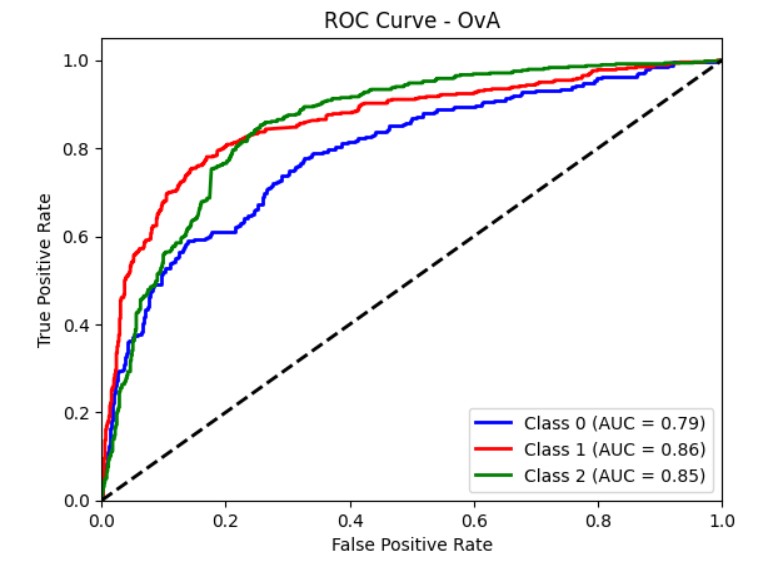 ROC Curve - OvA
True Positive Rate
1.0
0.8
0.6
0.4
0.2
0.0
Class 0 (AUC = 0.79)
Class 1 (AUC = 0.86)
Class 2 (AUC = 0.85)
0.0 0.2 0.4 0.6 0.8 1.0
False Positive Rate